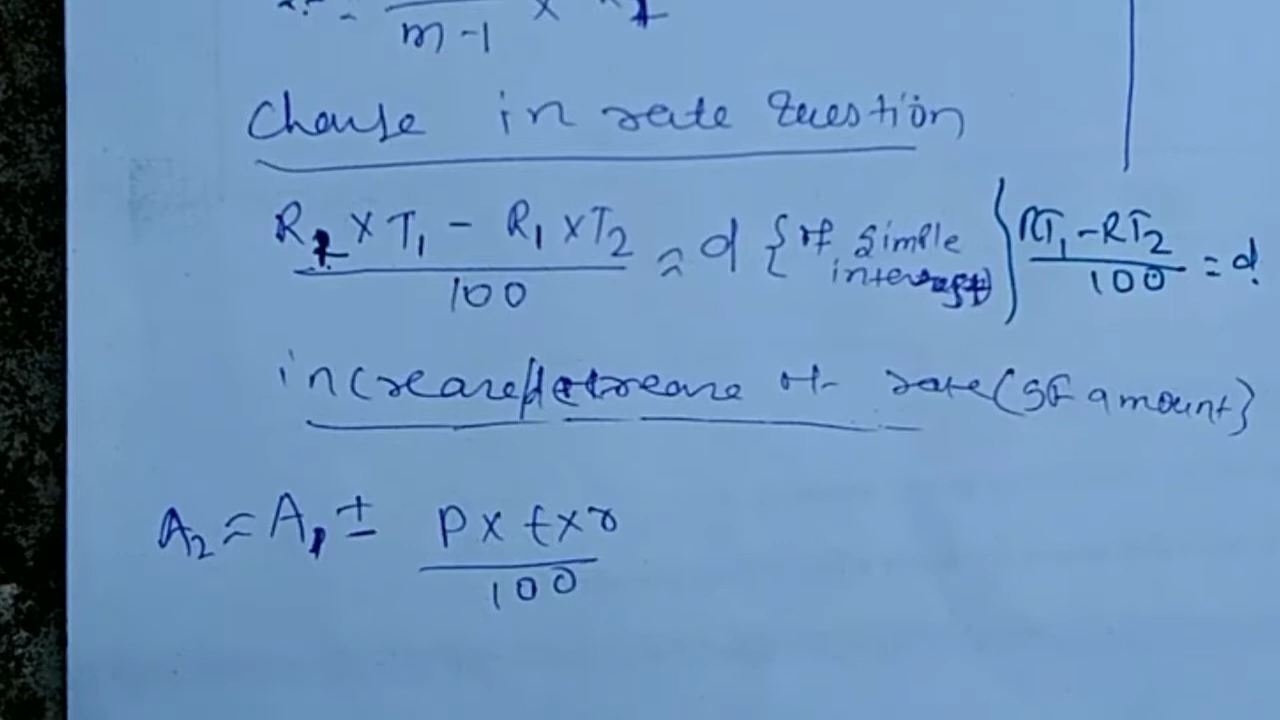 m-1 ×
Change in rate question
R₂ × T₁ - R₁ × T₂ / 100 = d {if simple interest} RT₁ - RT₂ / 100 = d.
increase/decrease of rate (SI amount}
A₂ = A₁ ± P × t × r / 100